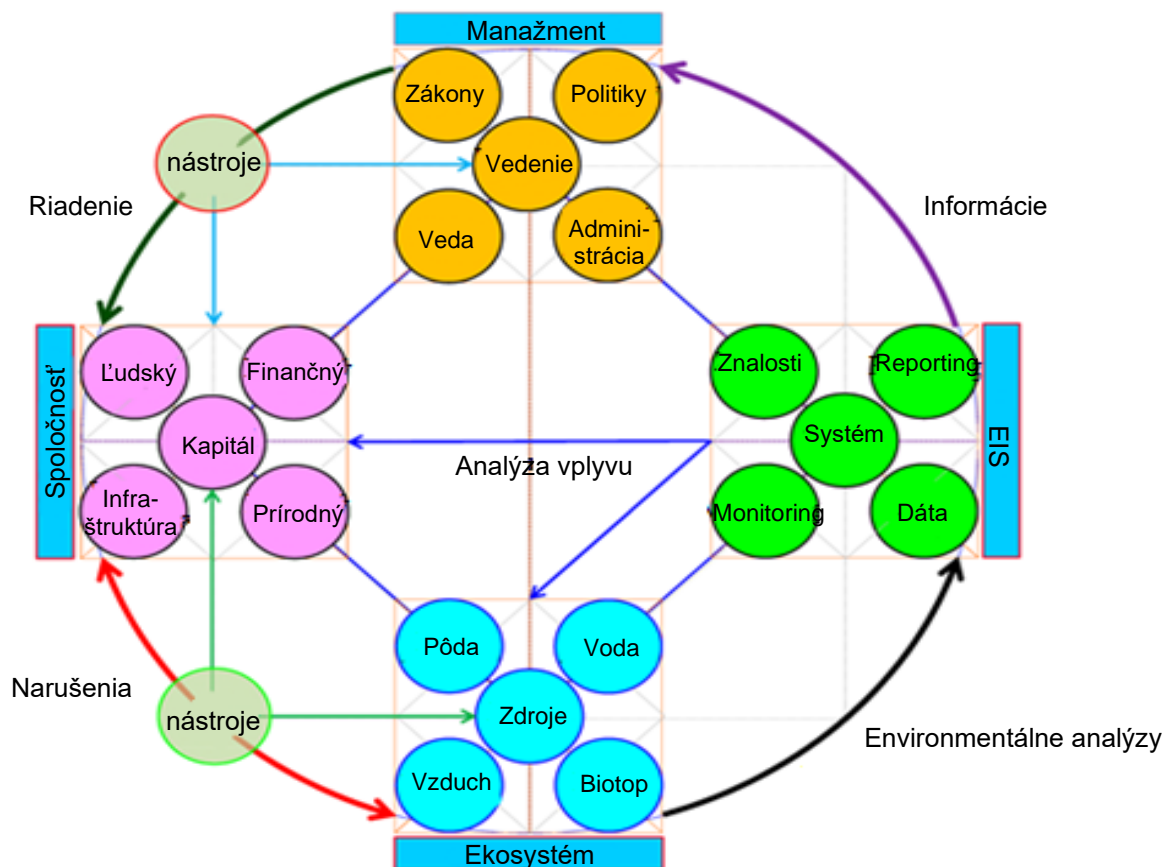 Manažment
Zákony
Politiky
nástroje
Vedenie
Riadenie
Informácie
Veda
Admini-
strácia
Spoločnosť
Ľudský
Finančný
Znalosti
Reporting
Kapitál
Systém
EIS
Analýza vplyvu
Infra-
štruktúra
Prírodný
Monitoring
Dáta
Pôda
Voda
Narušenia
nástroje
Zdroje
Environmentálne analýzy
Vzduch
Biotop
Ekosystém